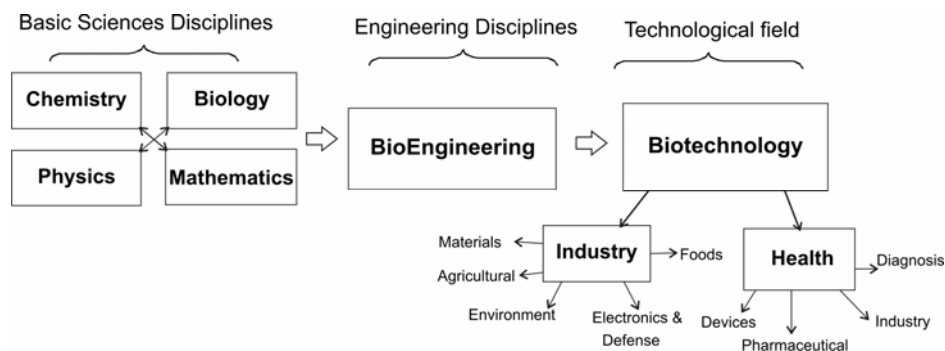 Basic Sciences Disciplines
Engineering Disciplines
Technological field
Chemistry
Biology
Physics
Mathematics
BioEngineering
Biotechnology
Industry
Materials
Agricultural
Environment
Electronics &
Defense
Foods
Health
Diagnosis
Devices
Pharmaceutical
Industry